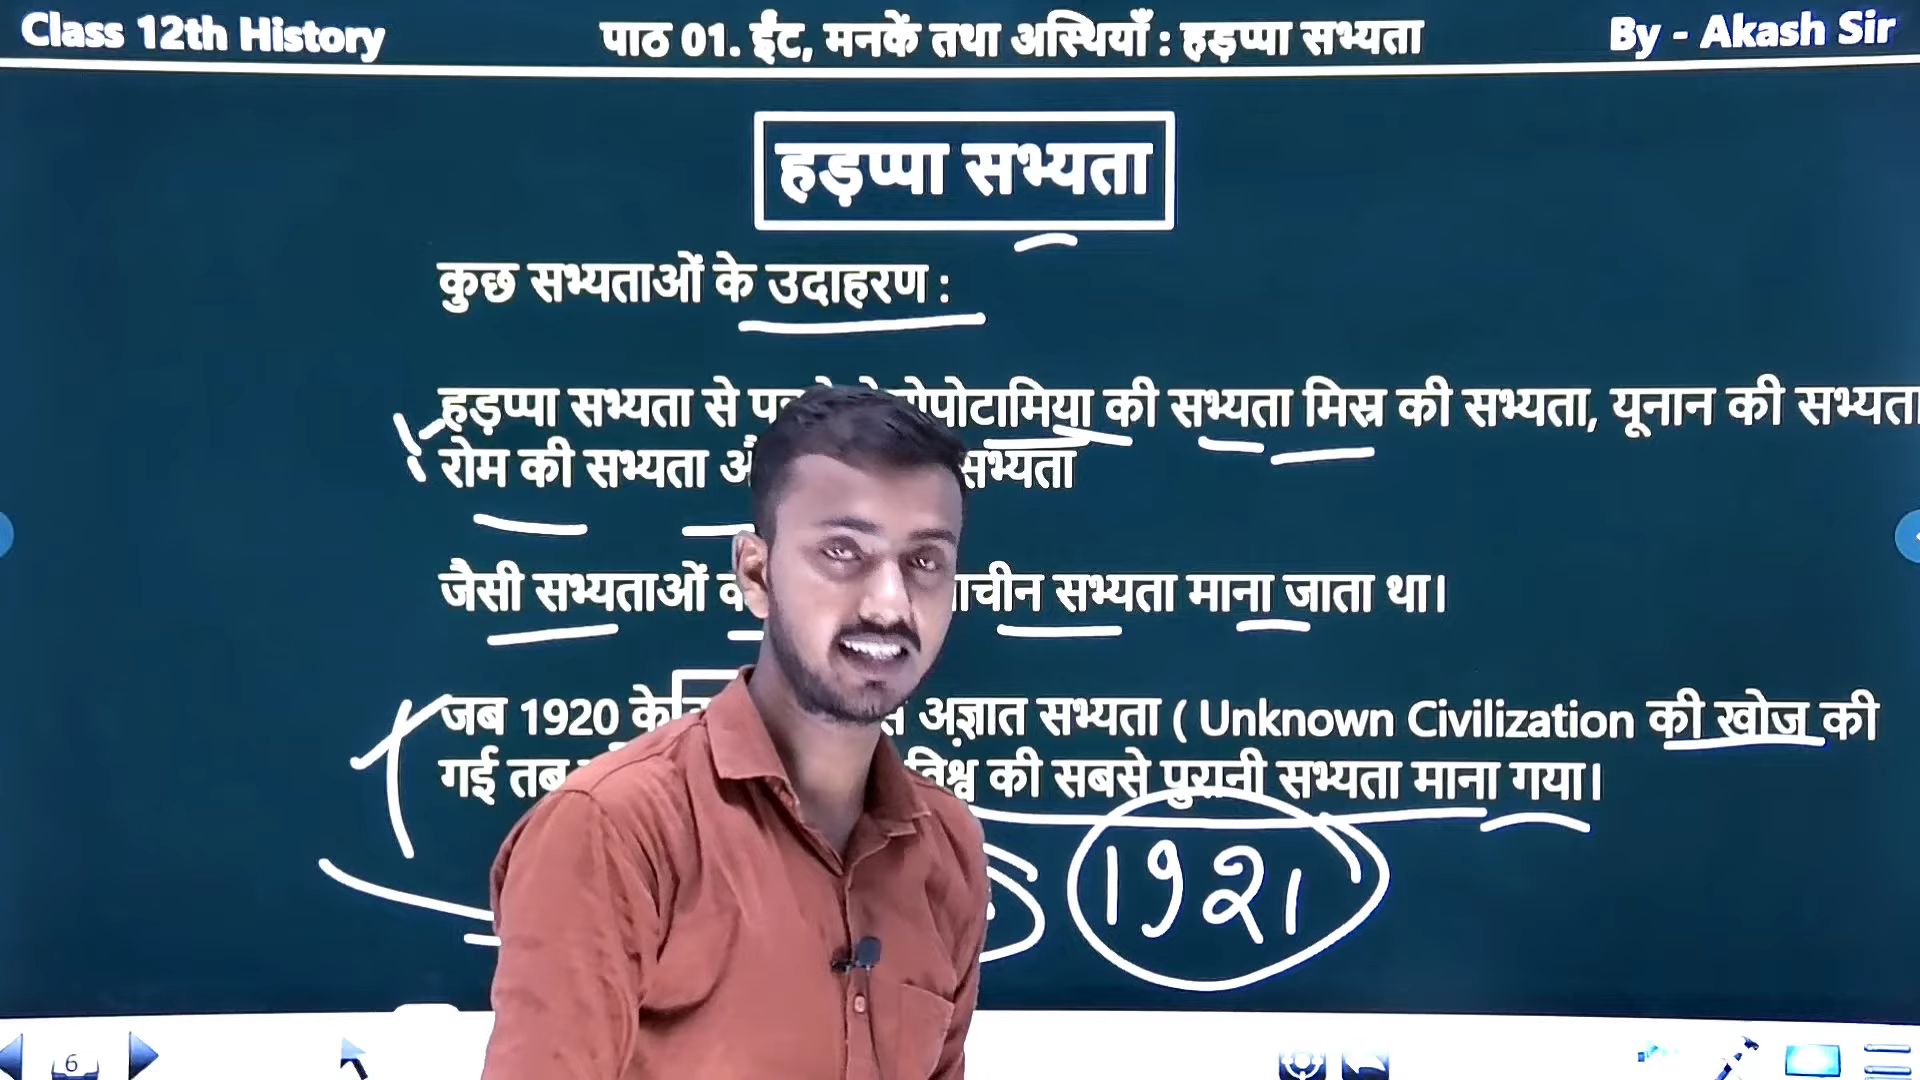 Class 12th History
पाठ 01. ईंट, मनकें तथा अस्थियाँ : हड़प्पा सभ्यता
By - Akash Sir
हड़प्पा सभ्यता
कुछ सभ्यताओं के उदाहरण :
हड़प्पा सभ्यता से की सभ्यता मिस्र की सभ्यता, यूनान की सभ्यता
रोम की सभ्यता सभ्यता
जैसी सभ्यताओं सभ्यता माना जाता था।
जब 1920 के अज्ञात सभ्यता ( Unknown Civilization की खोज की
गई तब की सबसे पुरानी सभ्यता माना गया।
१९२१
6